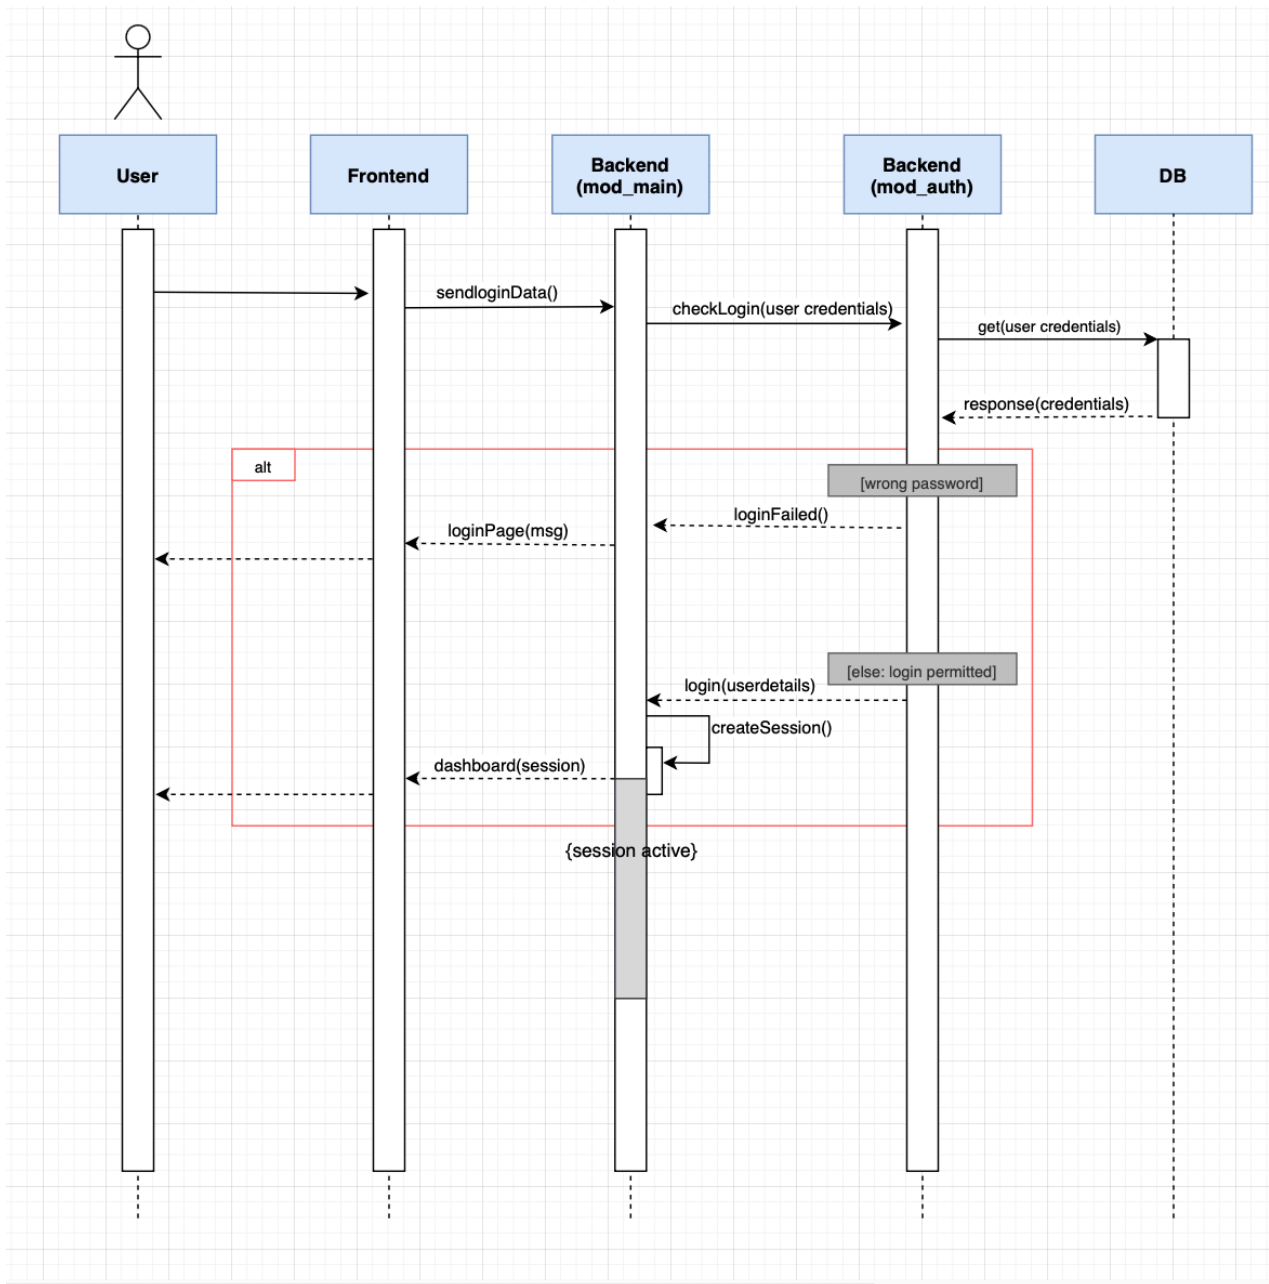 User
Frontend
Backend
(mod_main)
Backend
(mod_auth)
DB
sendloginData()
checkLogin(user credentials)
get(user credentials)
response(credentials)
alt
[wrong password]
loginFailed()
loginPage(msg)
[else: login permitted]
login(userdetails)
createSession()
dashboard(session)
{session active}